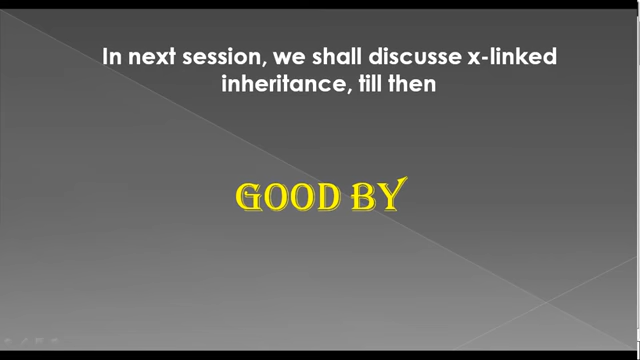 In next session, we shall discusse x-linked
inheritance, till then
GOOD BY